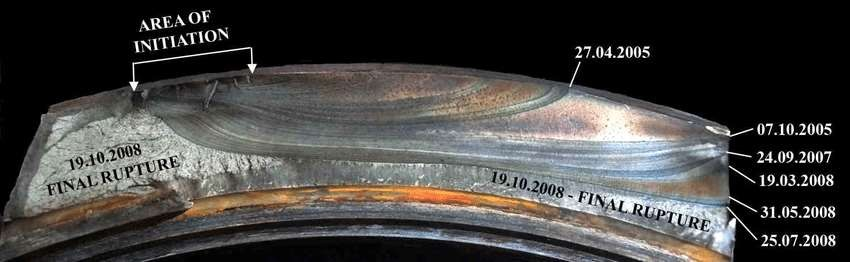 AREA OF
INITIATION
27.04.2005
07.10.2005
24.09.2007
19.03.2008
31.05.2008
25.07.2008
19.10.2008
FINAL RUPTURE
19.10.2008 - FINAL RUPTURE